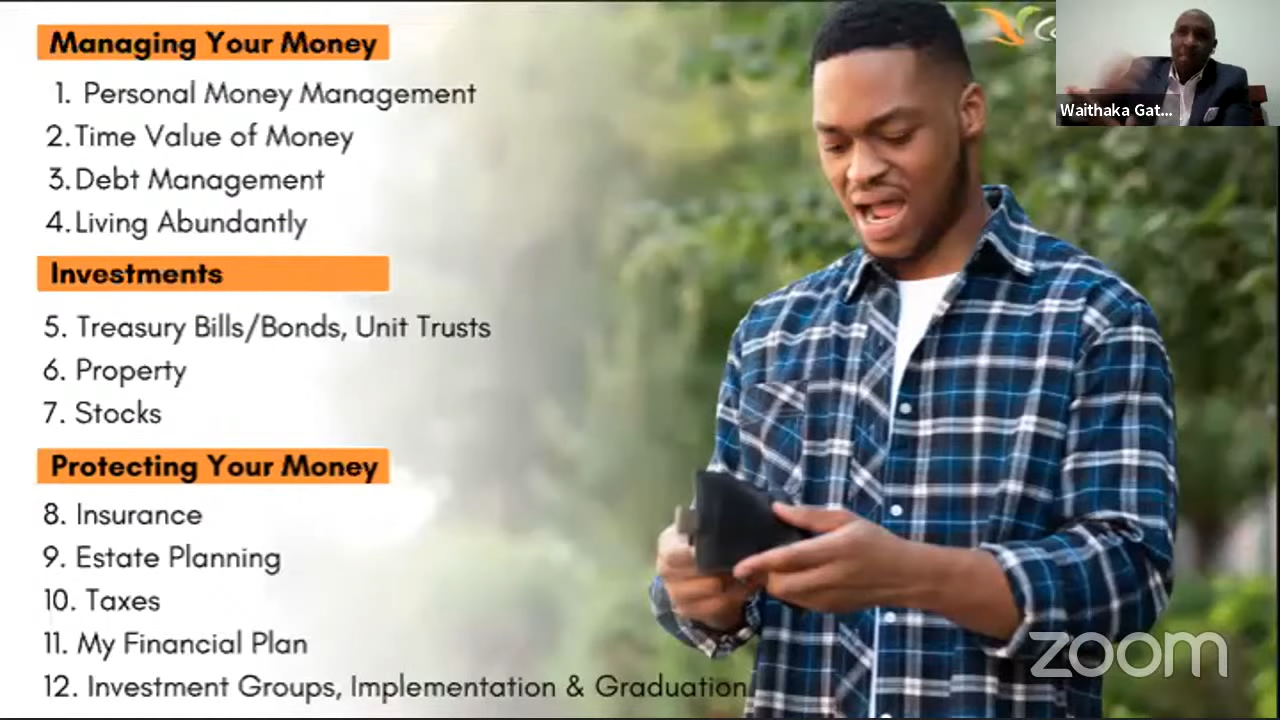 Managing Your Money
1. Personal Money Management
2. Time Value of Money
3. Debt Management
4. Living Abundantly
Investments
5. Treasury Bills/Bonds, Unit Trusts
6. Property
7. Stocks
Protecting Your Money
8. Insurance
9. Estate Planning
10. Taxes
11. My Financial Plan
12. Investment Groups, Implementation & Graduation
Waithaka Gat...
zoom